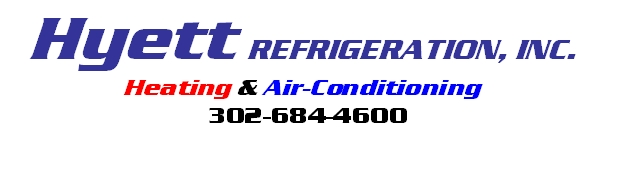 Hyett REFRIGERATION, INC.
Heating & Air-Conditioning
302-684-4600